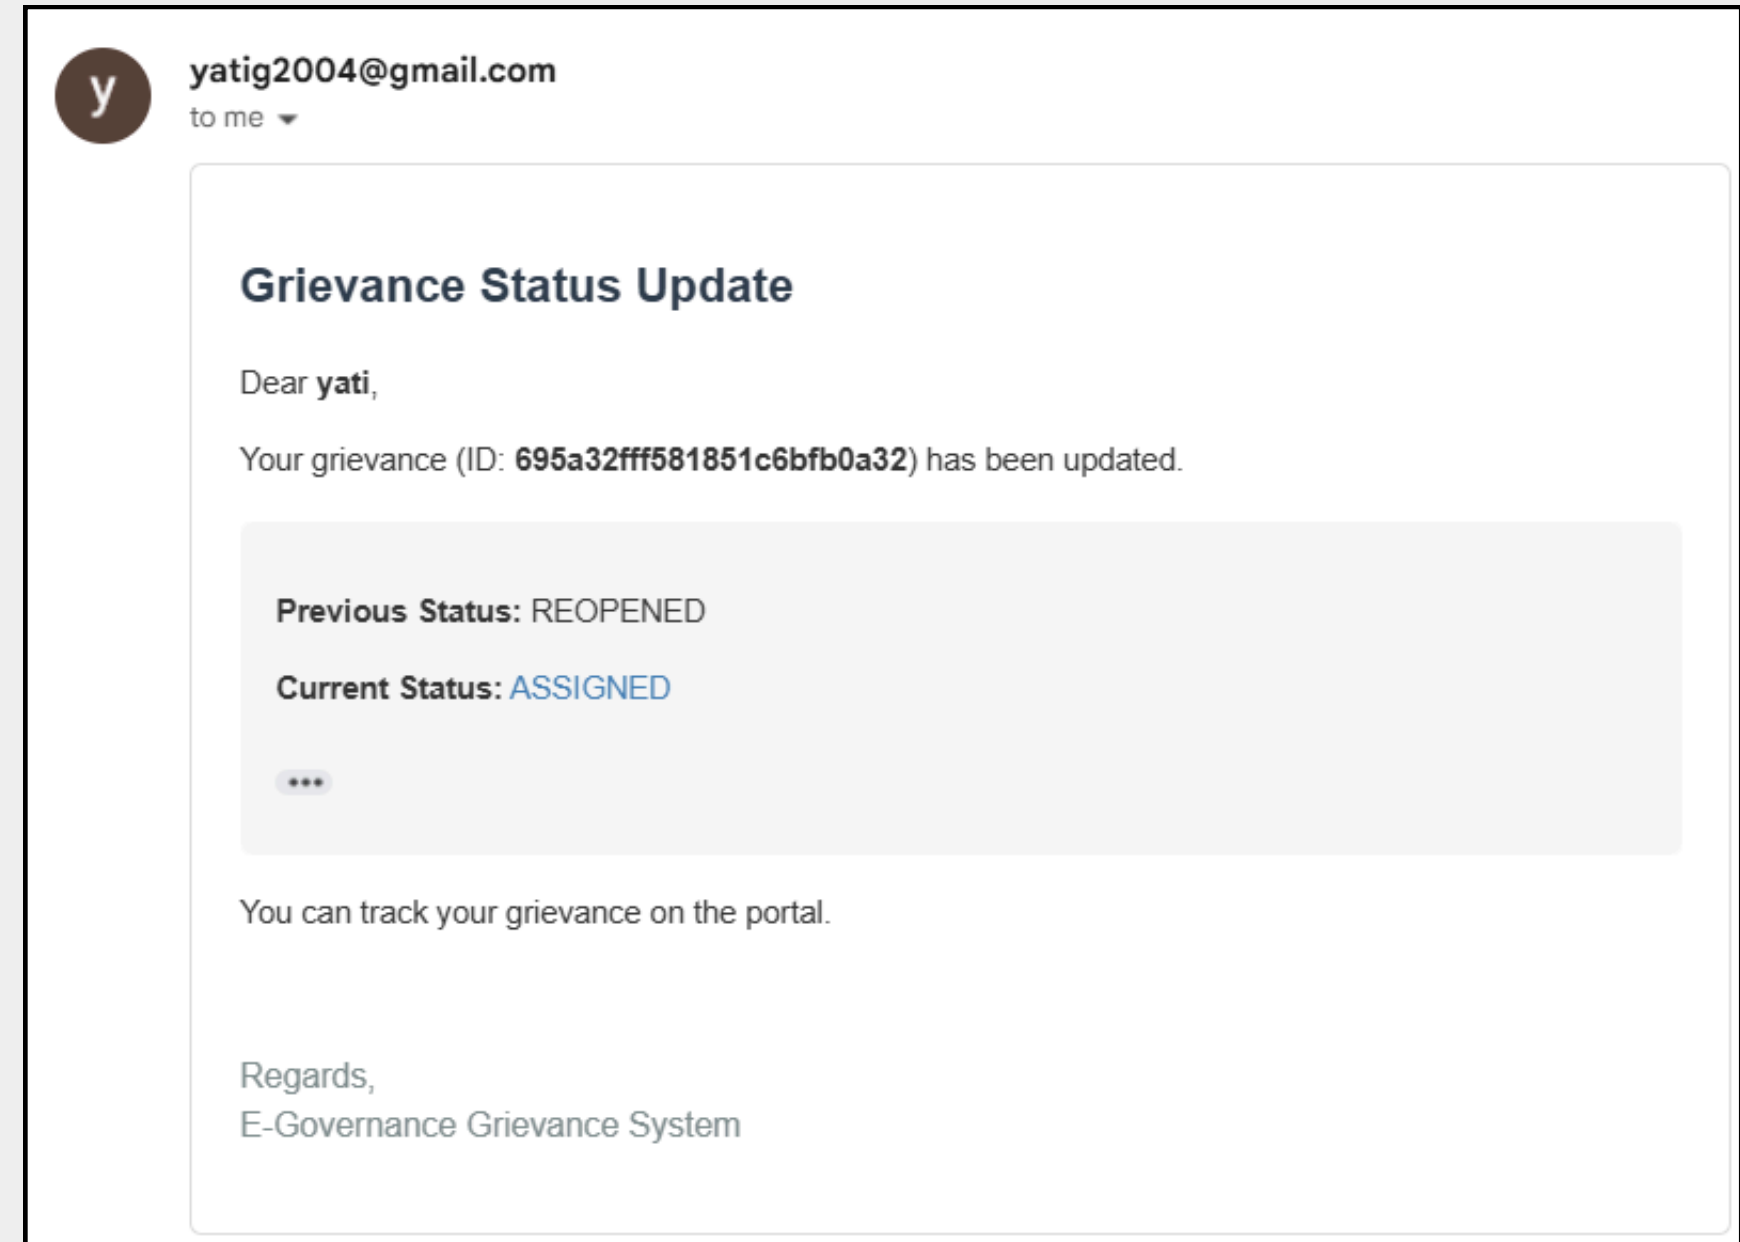 y
yatig2004@gmail.com
to me
Grievance Status Update
Dear yati,
Your grievance (ID: 695a32fff581851c6bfb0a32) has been updated.
Previous Status: REOPENED
Current Status: ASSIGNED
•••
You can track your grievance on the portal.
Regards,
E-Governance Grievance System